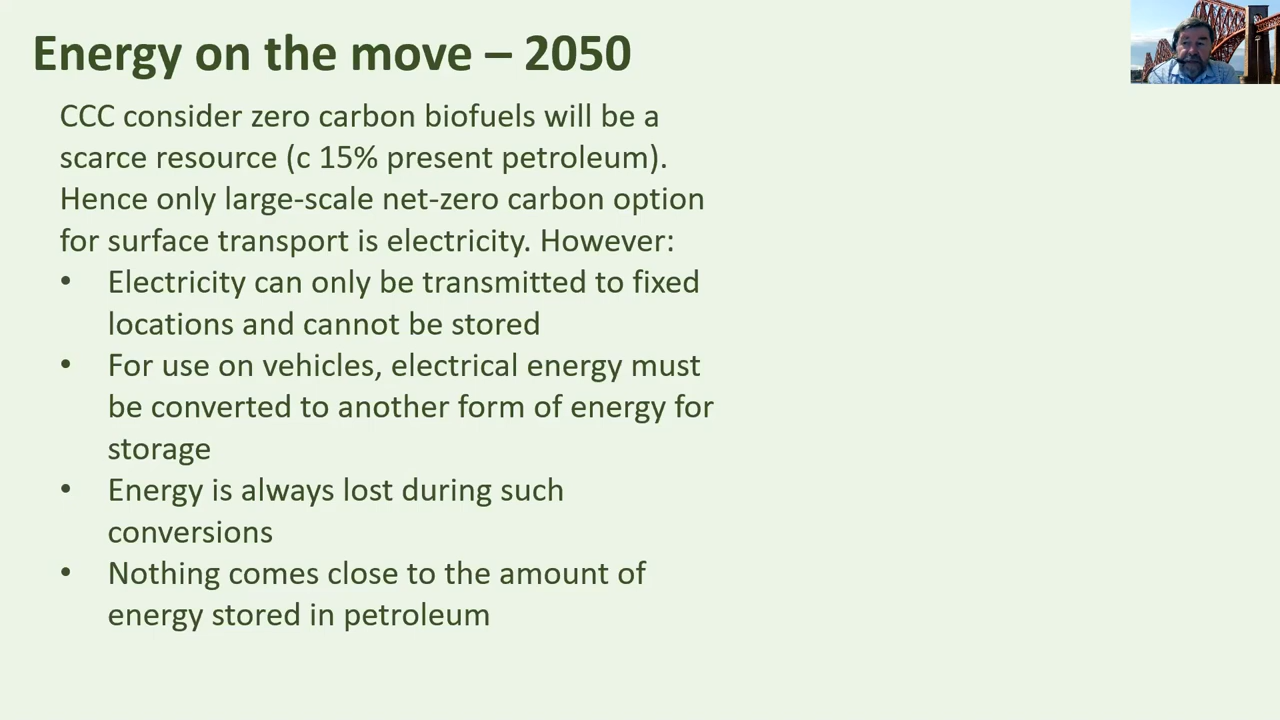 Energy on the move – 2050
CCC consider zero carbon biofuels will be a
scarce resource (c 15% present petroleum).
Hence only large-scale net-zero carbon option
for surface transport is electricity. However:
• Electricity can only be transmitted to fixed
locations and cannot be stored
• For use on vehicles, electrical energy must
be converted to another form of energy for
storage
• Energy is always lost during such
conversions
• Nothing comes close to the amount of
energy stored in petroleum